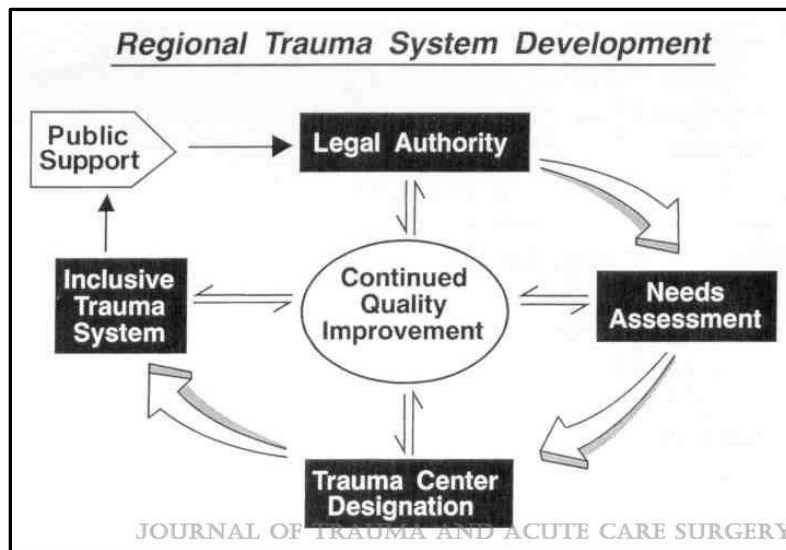 Regional Trauma System Development
Public
Support
Legal Authority
Inclusive
Trauma
System
Continued
Quality
Improvement
Needs
Assessment
Trauma Center
Designation
JOURNAL OF TRAUMA AND ACUTE CARE SURGERY